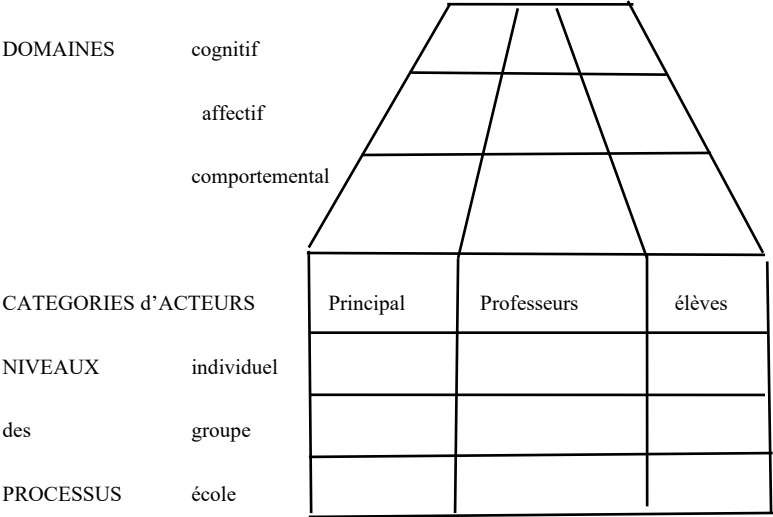 DOMAINES cognitif
affectif
comportemental
CATEGORIES d’ACTEURS Principal Professeurs élèves
NIVEAUX individuel
des groupe
PROCESSUS école